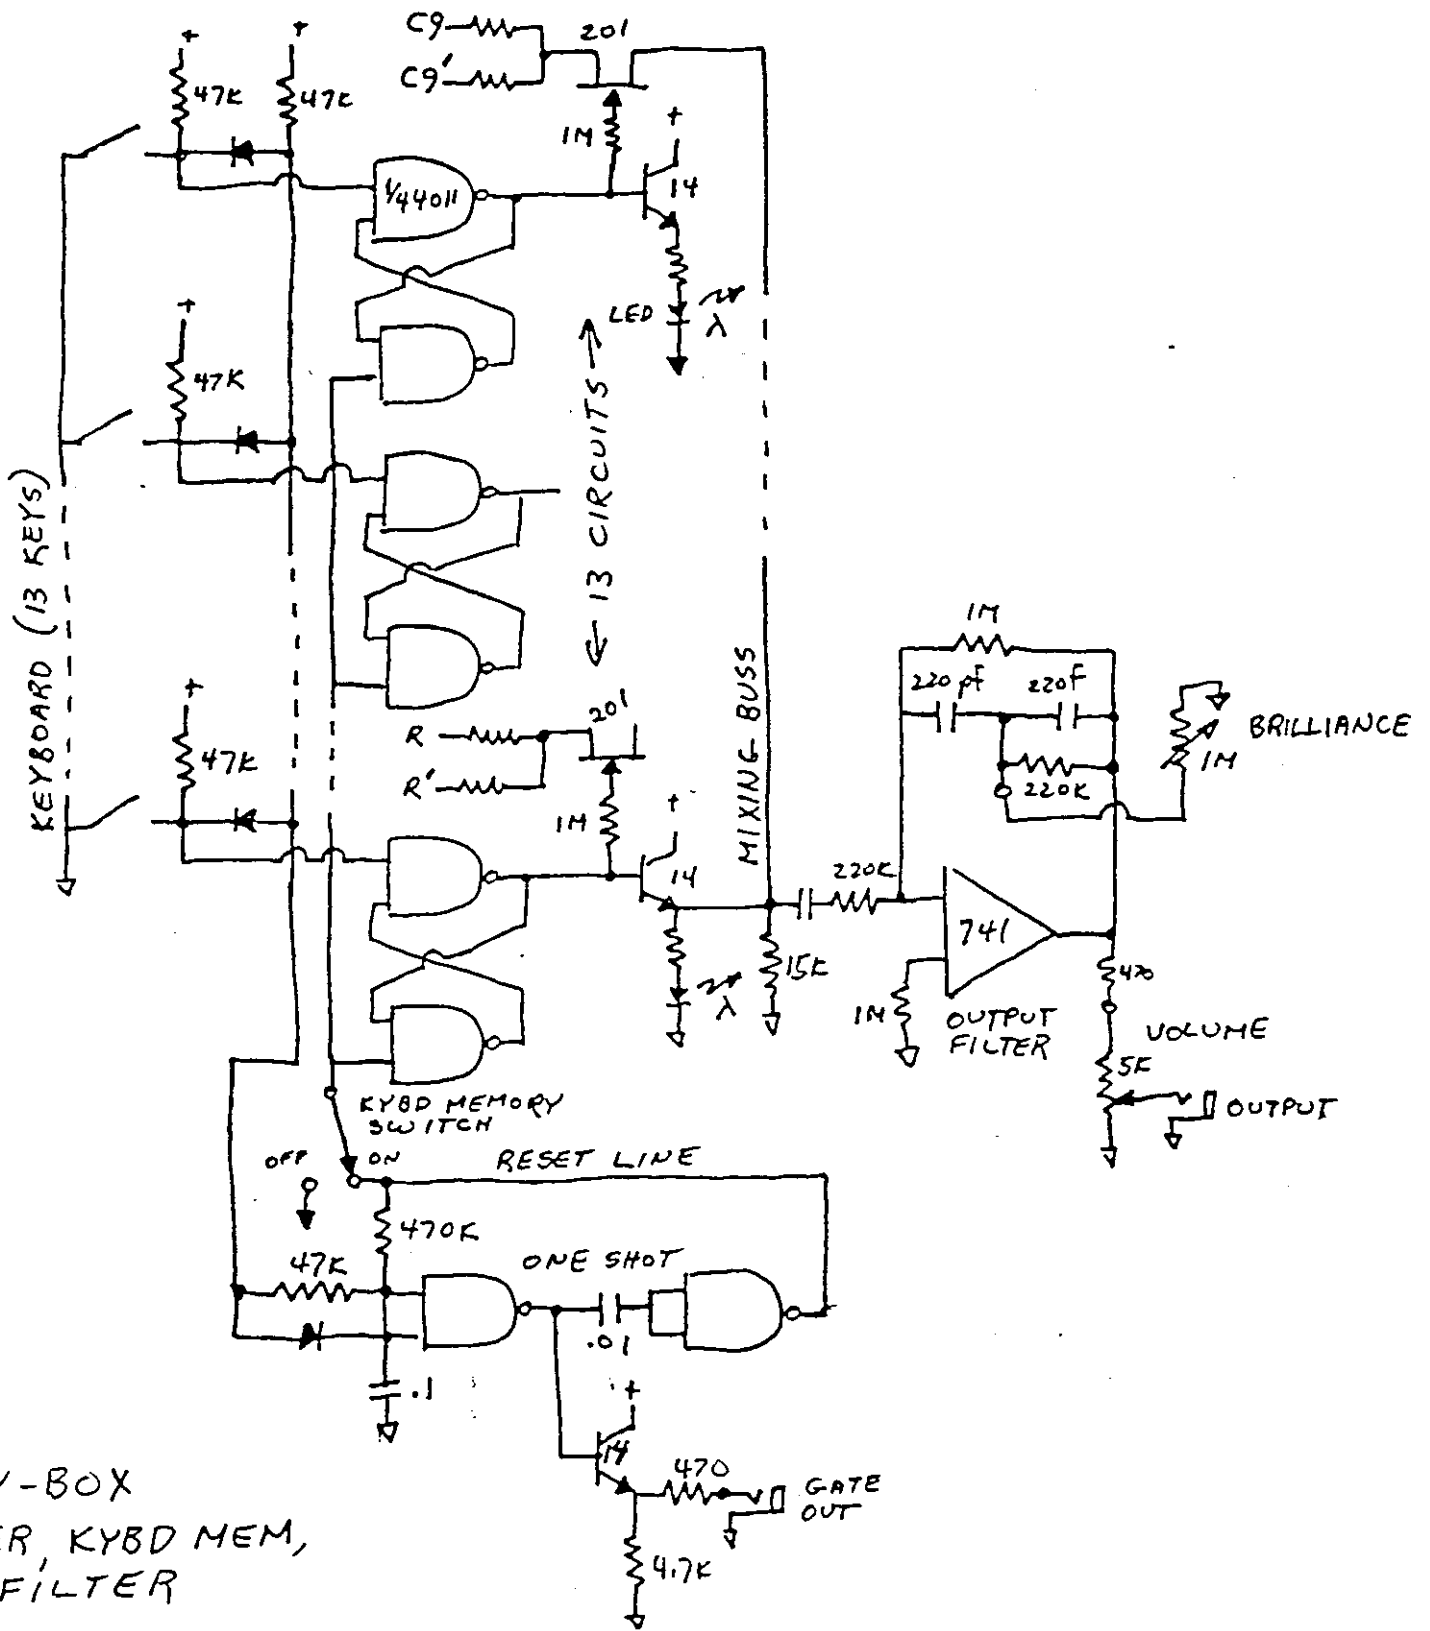 +
+
C9
C9'
201
47K
47K
1M
+
1/4 4011
14
LED
λ
+
47K
13 CIRCUITS
KEYBOARD (13 KEYS)
MIXING BUSS
1M
220pf
220f
BRILLIANCE
1M
220K
+
47K
R
R'
201
1M
+
14
220K
741
15K
λ
1M
OUTPUT
FILTER
470
VOLUME
5K
OUTPUT
KYBD MEMORY
SWITCH
OFF
ON
RESET LINE
470K
47K
ONE SHOT
.01
.1
+
14
470
GATE
OUT
4.7K
-BOX
ER, KYBD MEM,
FILTER